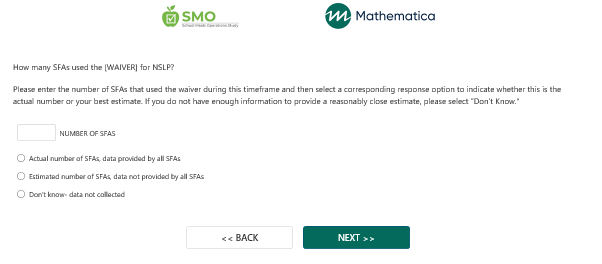 SMO
School Meals Operations Study
Mathematica
How many SFAs used the [WAIVER] for NSLP?
Please enter the number of SFAs that used the waiver during this timeframe and then select a corresponding response option to indicate whether this is the
actual number or your best estimate. If you do not have enough information to provide a reasonably close estimate, please select "Don't Know."
NUMBER OF SFAS
Actual number of SFAs, data provided by all SFAs
Estimated number of SFAs, data not provided by all SFAs
Don't know- data not collected
<< BACK
NEXT >>